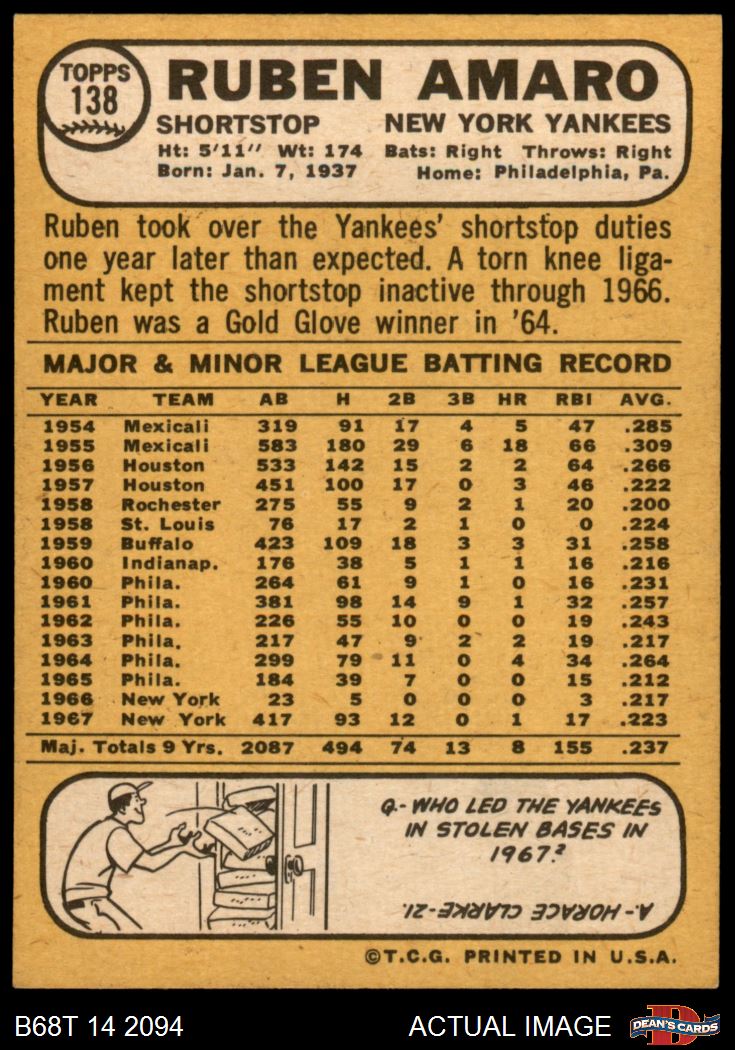 TOPPS
138
RUBEN AMARO
SHORTSTOP NEW YORK YANKEES
Ht: 5'11" Wt: 174 Bats: Right Throws: Right
Born: Jan. 7, 1937 Home: Philadelphia, Pa.
Ruben took over the Yankees' shortstop duties
one year later than expected. A torn knee liga-
ment kept the shortstop inactive through 1966.
Ruben was a Gold Glove winner in '64.
MAJOR & MINOR LEAGUE BATTING RECORD
YEAR TEAM AB H 2B 3B HR RBI AVG.
1954 Mexicali 319 91 17 4 5 47 .285
1955 Mexicali 583 180 29 6 18 66 .309
1956 Houston 533 142 15 2 2 64 .266
1957 Houston 451 100 17 0 3 46 .222
1958 Rochester 275 55 9 2 1 20 .200
1958 St. Louis 76 17 2 1 0 0 .224
1959 Buffalo 423 109 18 3 3 31 .258
1960 Indianap. 176 38 5 1 1 16 .216
1960 Phila. 264 61 9 1 0 16 .231
1961 Phila. 381 98 14 9 1 32 .257
1962 Phila. 226 55 10 0 0 19 .243
1963 Phila. 217 47 9 2 2 19 .217
1964 Phila. 299 79 11 0 4 34 .264
1965 Phila. 184 39 7 0 0 15 .212
1966 New York 23 5 0 0 0 3 .217
1967 New York 417 93 12 0 1 17 .223
Maj. Totals 9 Yrs. 2087 494 74 13 8 155 .237
Q.- WHO LED THE YANKEES
IN STOLEN BASES IN
1967?
A.- HORACE CLARKE-21.
©T.C.G. PRINTED IN U.S.A.
B68T 14 2094 ACTUAL IMAGE DEAN'S CARDS